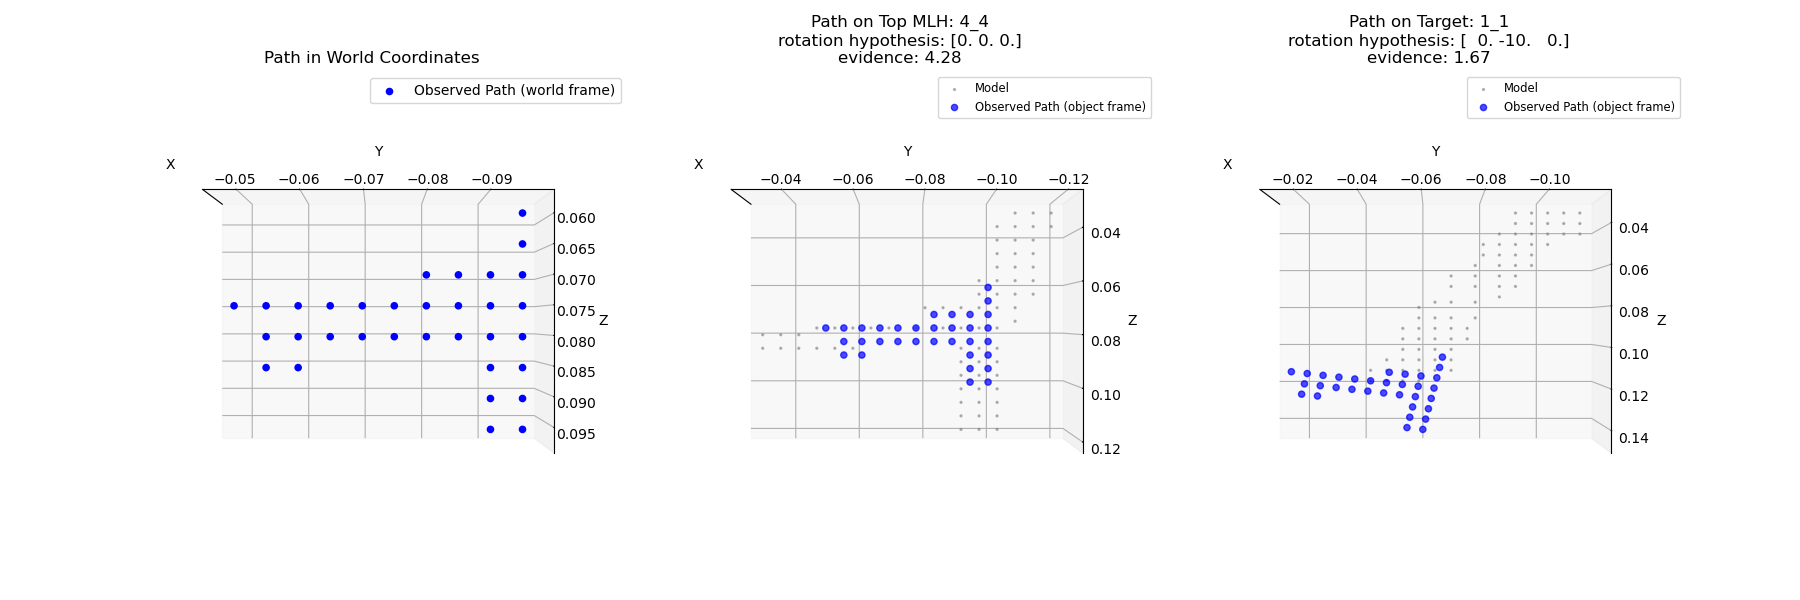 Path in World Coordinates
Observed Path (world frame)
X
Y
−0.05 −0.06 −0.07 −0.08 −0.09
0.060
0.065
0.070
0.075
Z
0.080
0.085
0.090
0.095
Path on Top MLH: 4_4
rotation hypothesis: [0. 0. 0.]
evidence: 4.28
Model
Observed Path (object frame)
X
Y
−0.04 −0.06 −0.08 −0.10 −0.12
0.04
0.06
Z
0.08
0.10
0.12
Path on Target: 1_1
rotation hypothesis: [  0. -10.   0.]
evidence: 1.67
Model
Observed Path (object frame)
X
Y
−0.02 −0.04 −0.06 −0.08 −0.10
0.04
0.06
0.08
Z
0.10
0.12
0.14